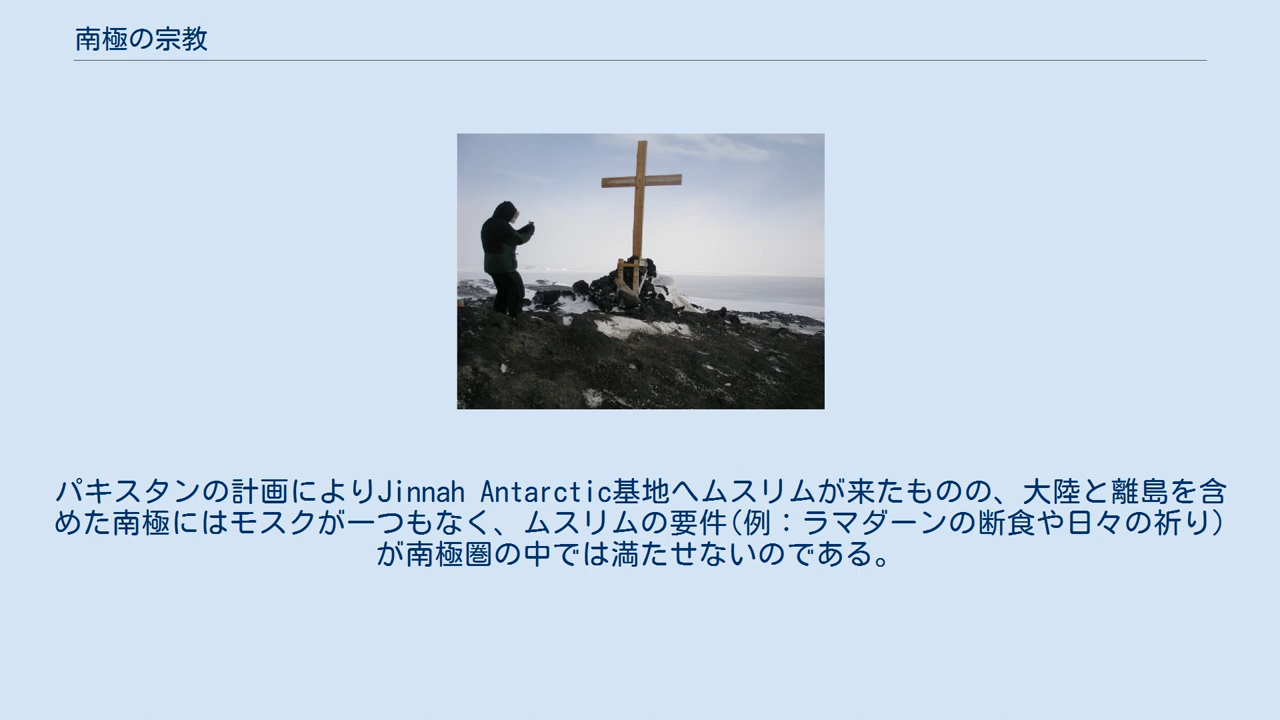 南極の宗教
パキスタンの計画によりJinnah Antarctic基地へムスリムが来たものの、大陸と離島を含
めた南極にはモスクが一つもなく、ムスリムの要件(例：ラマダーンの断食や日々の祈り)
が南極圏の中では満たせないのである。